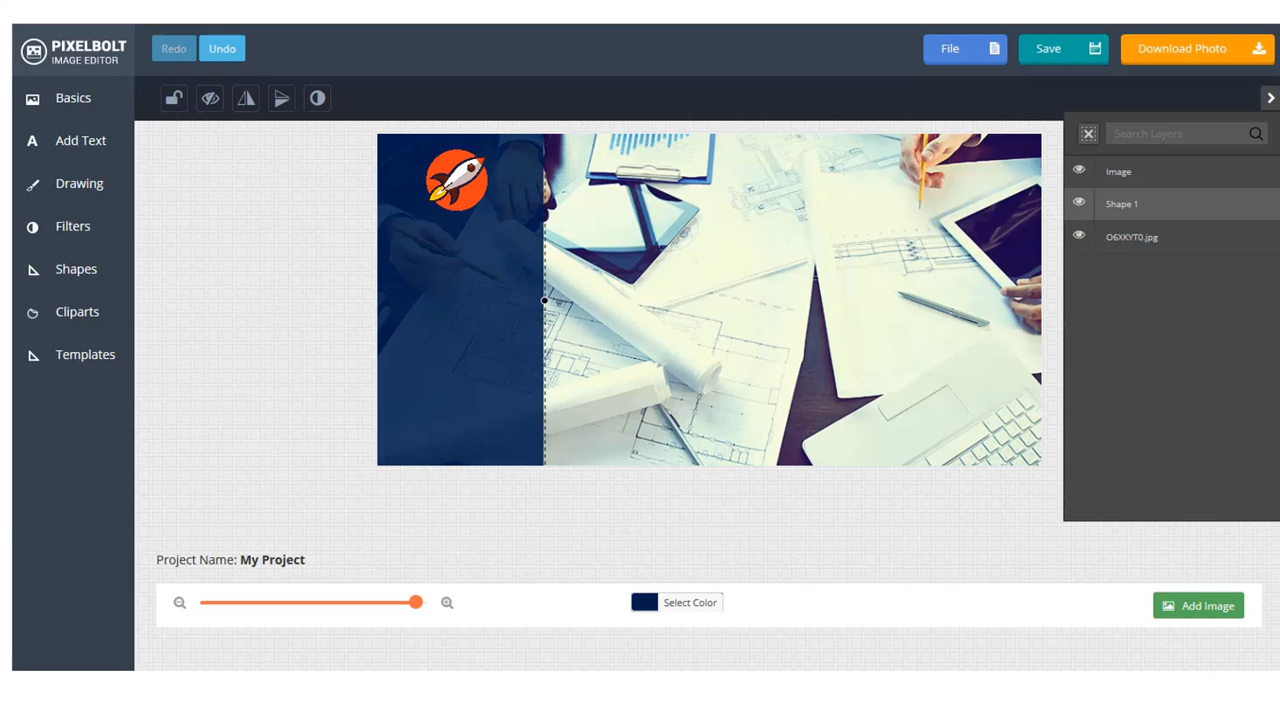 PIXELBOLT
IMAGE EDITOR
Redo
Undo
File
Save
Download Photo
Basics
Add Text
Drawing
Filters
Shapes
Cliparts
Templates
Search Layers
Image
Shape 1
O6XKYT0.jpg
Project Name: My Project
Select Color
Add Image